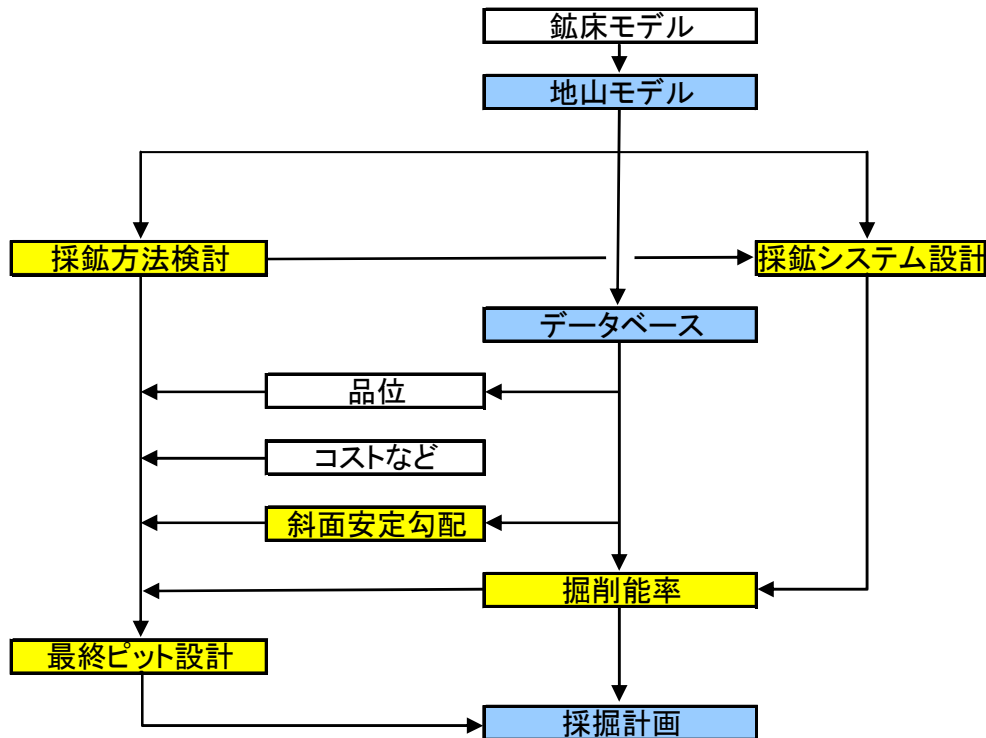 鉱床モデル
地山モデル
採鉱方法検討
採鉱システム設計
データベース
品位
コストなど
斜面安定勾配
掘削能率
最終ピット設計
採掘計画